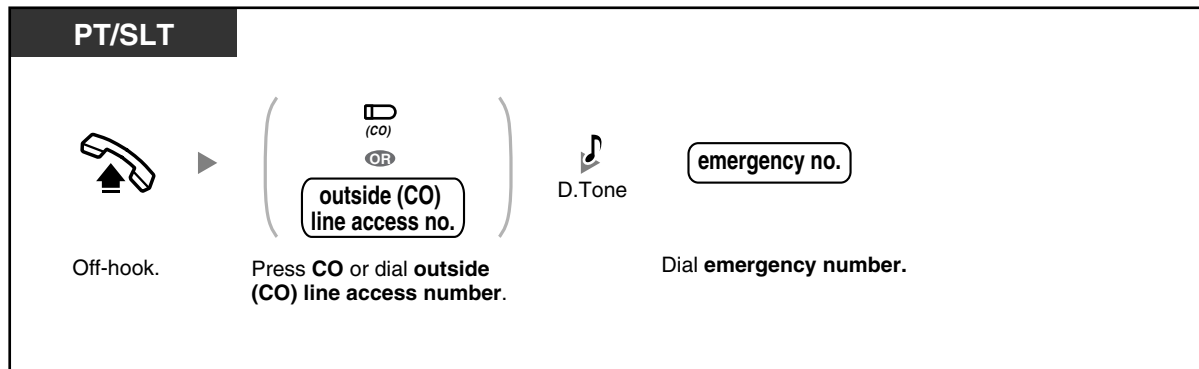 PT/SLT
(CO)
OR
outside (CO)
line access no.
D.Tone
emergency no.
Off-hook.
Press CO or dial outside
(CO) line access number.
Dial emergency number.